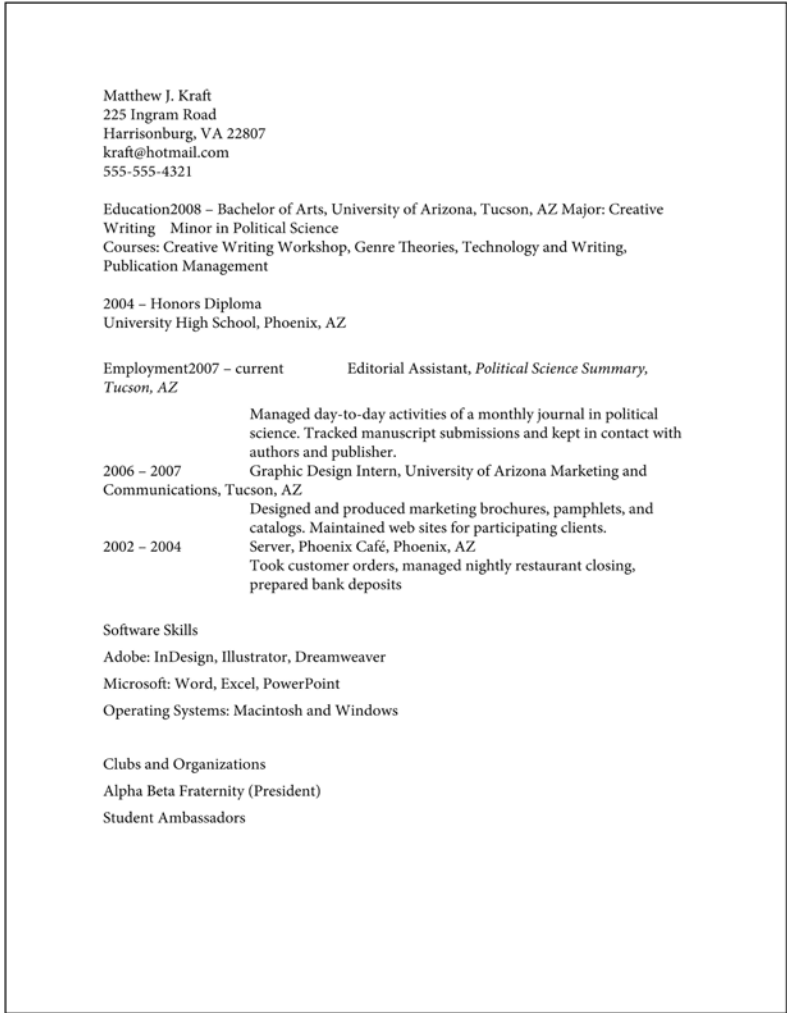 Matthew J. Kraft
225 Ingram Road
Harrisonburg, VA 22807
kraft@hotmail.com
555-555-4321
Education2008 – Bachelor of Arts, University of Arizona, Tucson, AZ Major: Creative
Writing    Minor in Political Science
Courses: Creative Writing Workshop, Genre Theories, Technology and Writing,
Publication Management
2004 – Honors Diploma
University High School, Phoenix, AZ
Employment2007 – current    Editorial Assistant, Political Science Summary,
Tucson, AZ
Managed day-to-day activities of a monthly journal in political
science. Tracked manuscript submissions and kept in contact with
authors and publisher.
2006 – 2007    Graphic Design Intern, University of Arizona Marketing and
Communications, Tucson, AZ
Designed and produced marketing brochures, pamphlets, and
catalogs. Maintained web sites for participating clients.
2002 – 2004    Server, Phoenix Café, Phoenix, AZ
Took customer orders, managed nightly restaurant closing,
prepared bank deposits
Software Skills
Adobe: InDesign, Illustrator, Dreamweaver
Microsoft: Word, Excel, PowerPoint
Operating Systems: Macintosh and Windows
Clubs and Organizations
Alpha Beta Fraternity (President)
Student Ambassadors